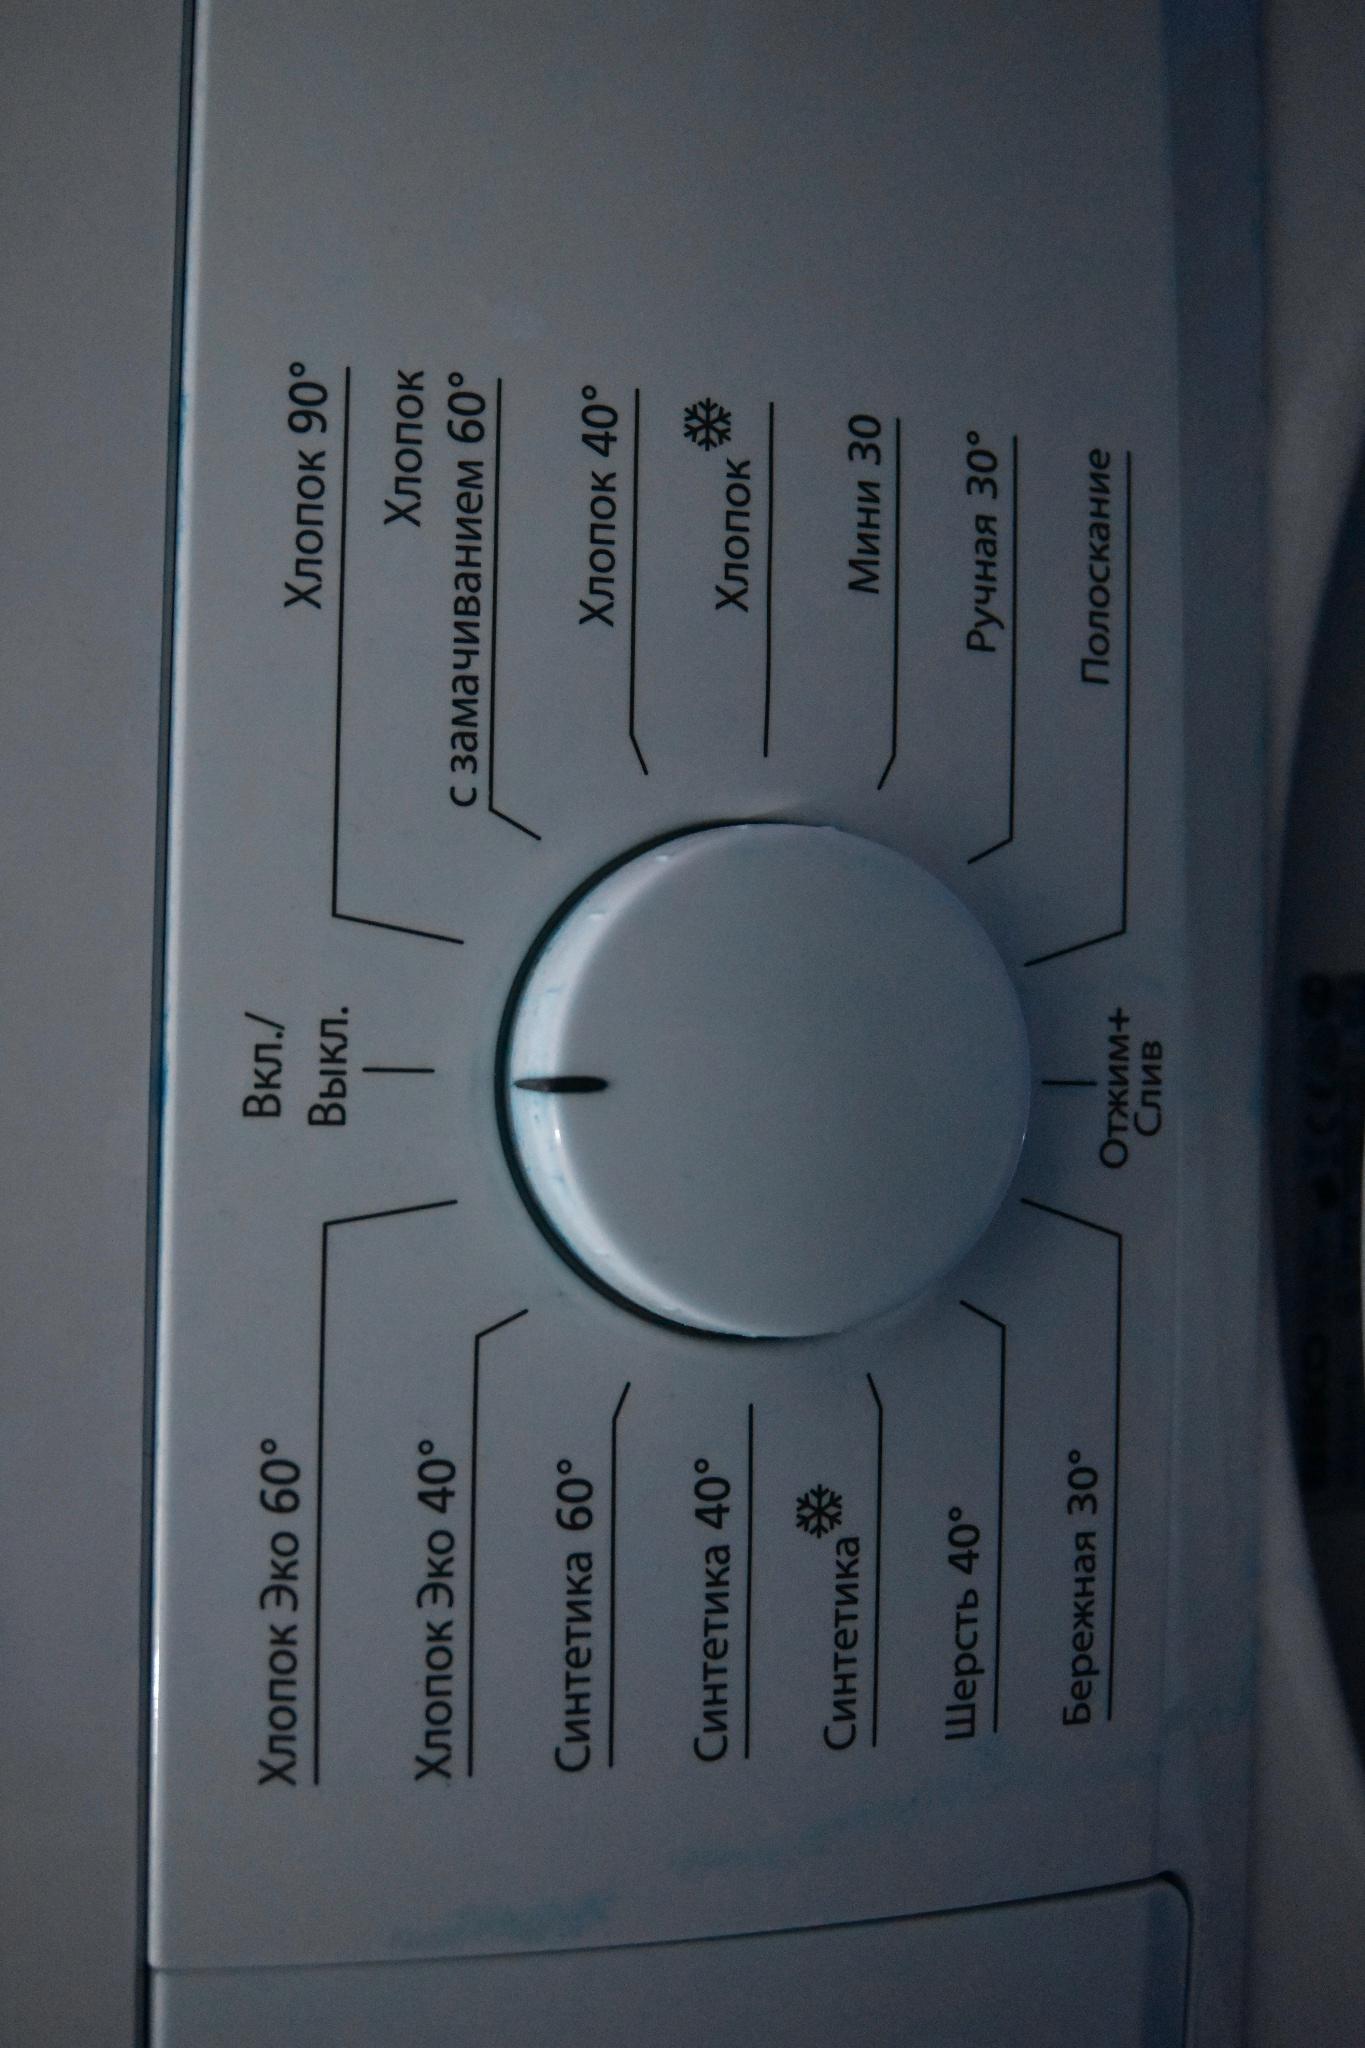 Вкл./
Выкл.
Хлопок 90°
Хлопок
с замачиванием 60°
Хлопок 40°
Хлопок
Мини 30
Ручная 30°
Полоскание
Отжим+
Слив
Хлопок Эко 60°
Хлопок Эко 40°
Синтетика 60°
Синтетика 40°
Синтетика
Шерсть 40°
Бережная 30°